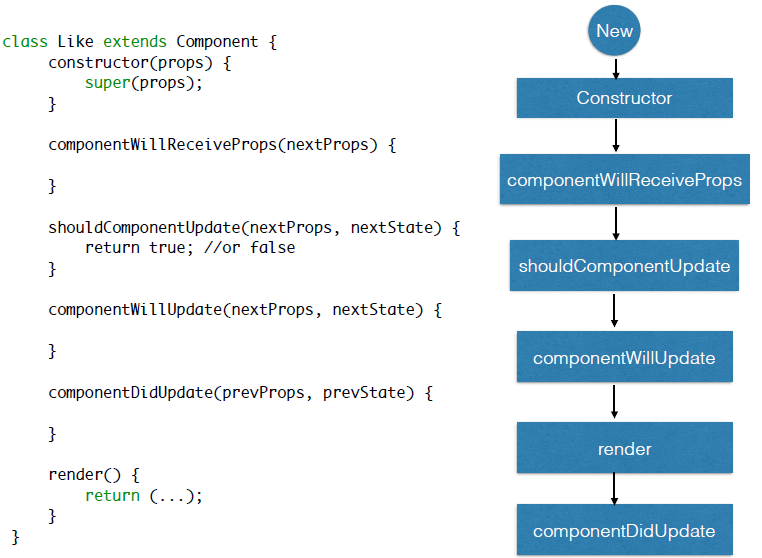 class Like extends Component {
constructor(props) {
super(props);
}
componentWillReceiveProps(nextProps) {
}
shouldComponentUpdate(nextProps, nextState) {
return true; //or false
}
componentWillUpdate(nextProps, nextState) {
}
componentDidUpdate(prevProps, prevState) {
}
render() {
return (...);
}
}
New
Constructor
componentWillReceiveProps
shouldComponentUpdate
componentWillUpdate
render
componentDidUpdate